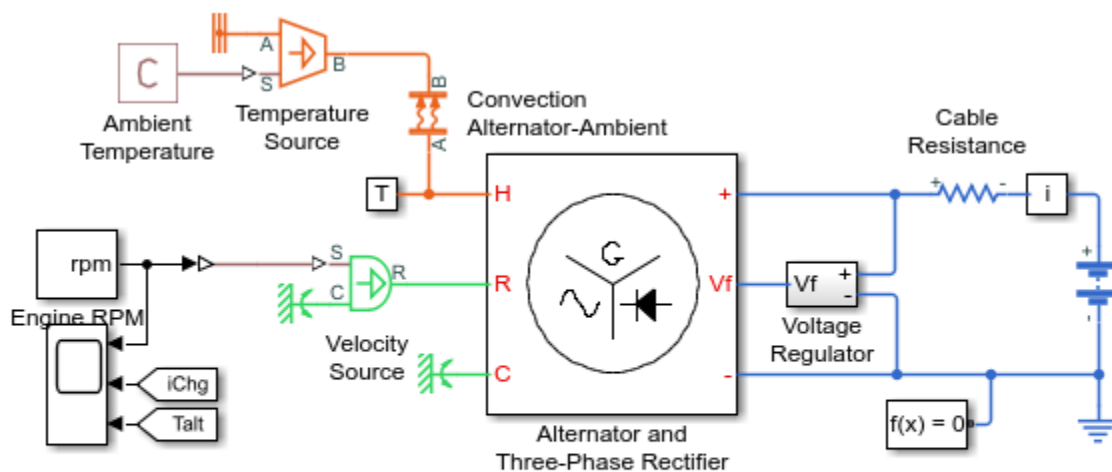 A
B
S
C
Ambient
Temperature
Temperature
Source
B
A
Convection
Alternator-Ambient
Cable
Resistance
+
-
i
T
H
+
G
rpm
S
R
C
R
Vf
Vf
+
-
+
-
Engine RPM
Velocity
Source
Voltage
Regulator
iChg
Talt
C
-
f(x) = 0
Alternator and
Three-Phase Rectifier